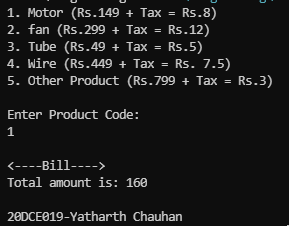 1. Motor (Rs.149 + Tax = Rs.8)
2. fan (Rs.299 + Tax = Rs.12)
3. Tube (Rs.49 + Tax = Rs.5)
4. Wire (Rs.449 + Tax = Rs. 7.5)
5. Other Product (Rs.799 + Tax = Rs.3)
Enter Product Code:
1
<----Bill---->
Total amount is: 160
20DCE019-Yatharth Chauhan